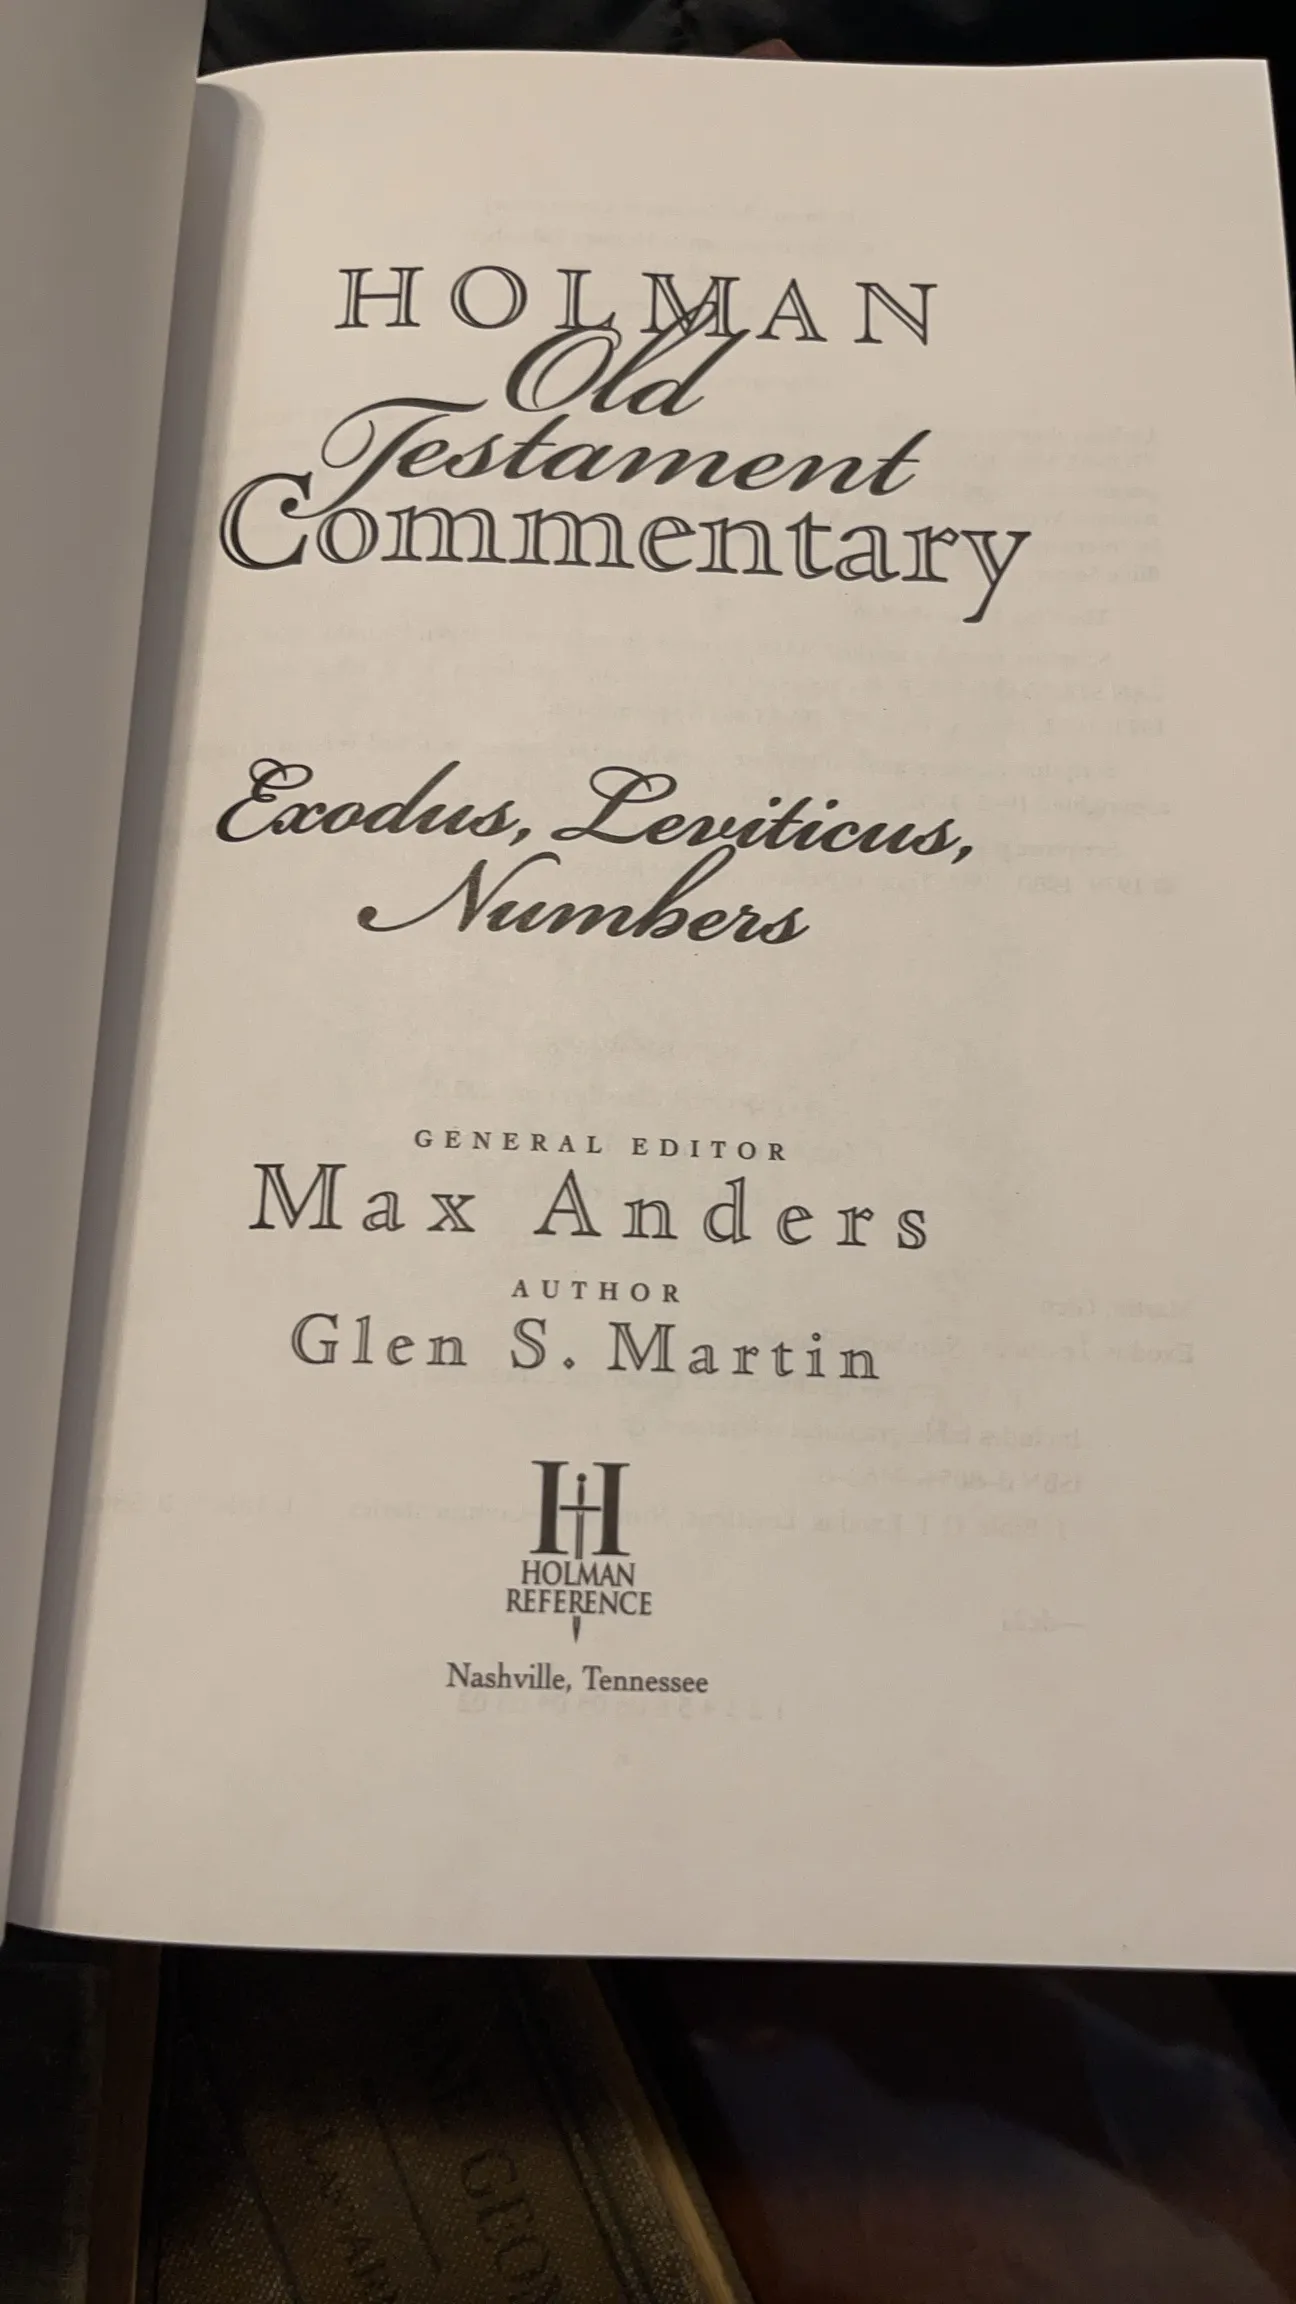 HOLMAN
Old
Testament
Commentary
Exodus, Leviticus,
Numbers
GENERAL EDITOR
Max Anders
AUTHOR
Glen S. Martin
H
HOLMAN
REFERENCE
Nashville, Tennessee